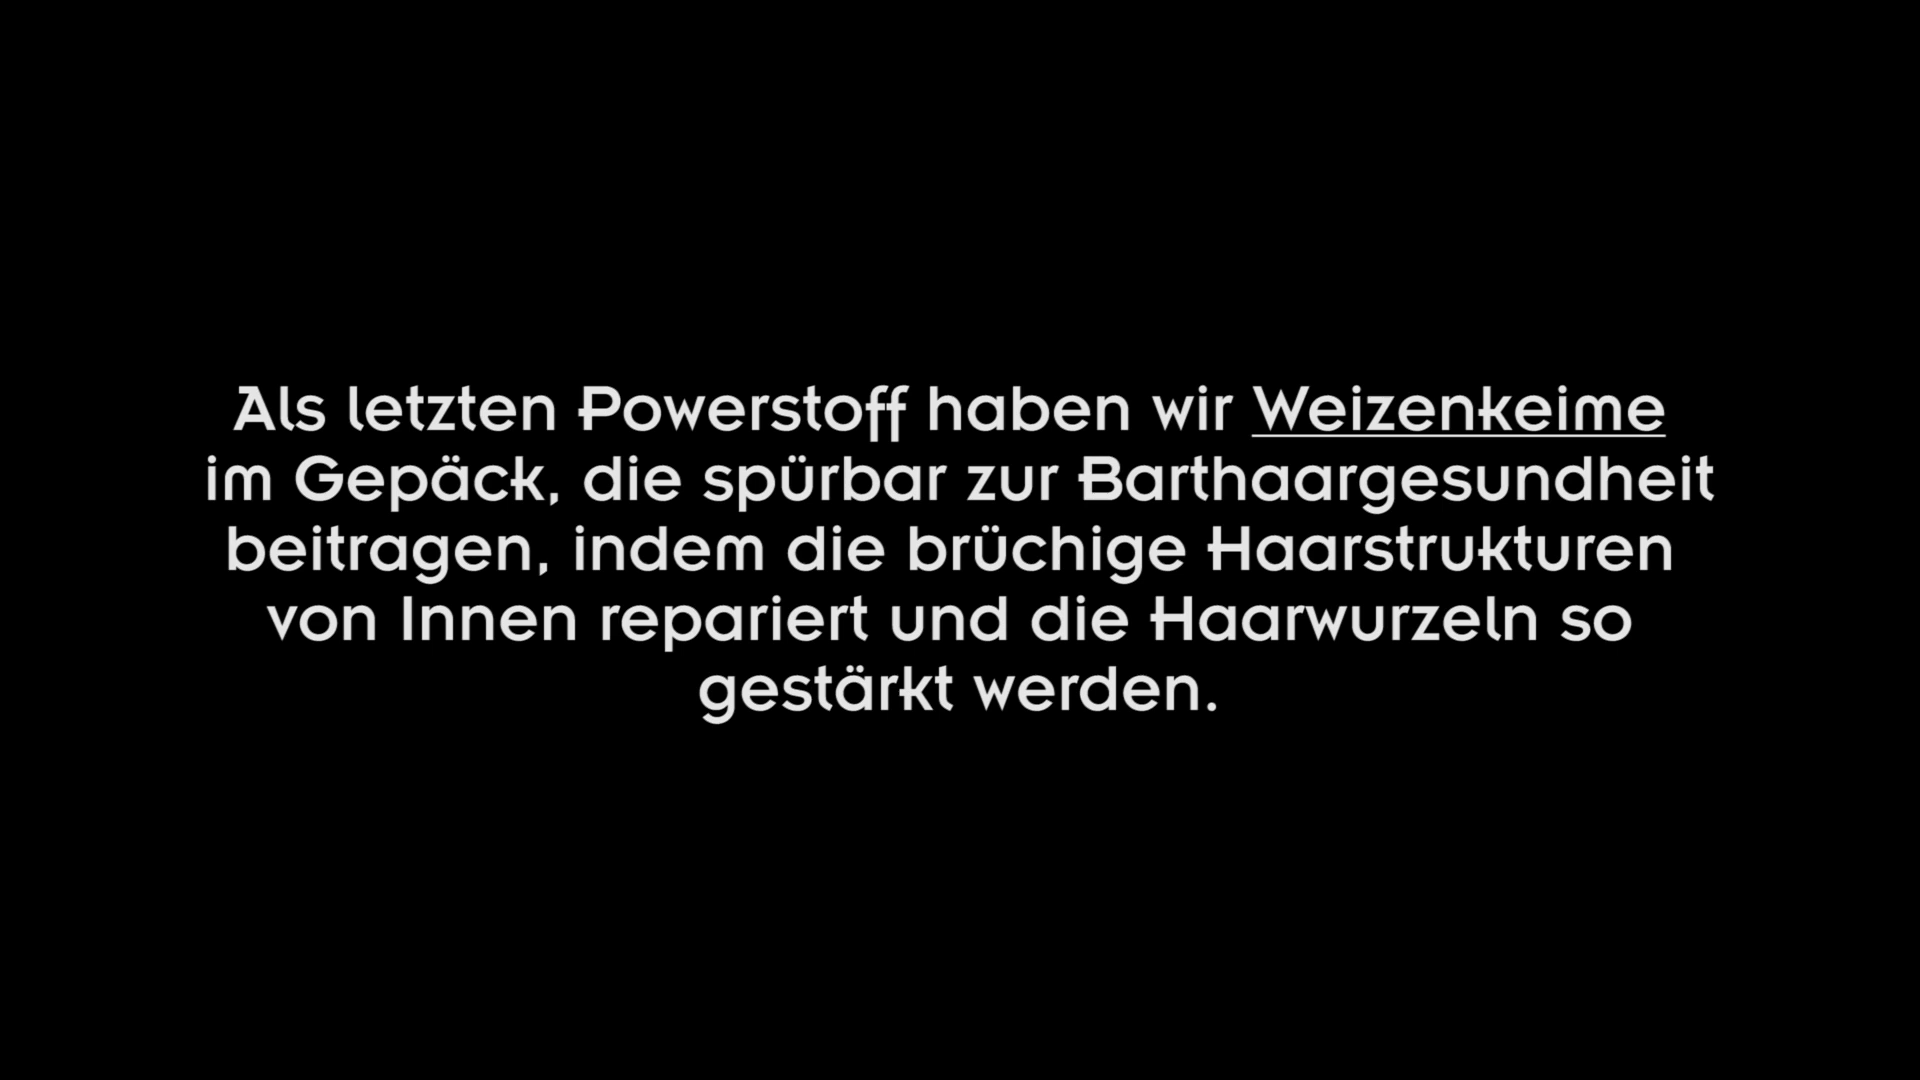 Als letzten Powerstoff haben wir Weizenkeime
im Gepäck, die spürbar zur Barthaargesundheit
beitragen, indem die brüchige Haarstrukturen
von Innen repariert und die Haarwurzeln so
gestärkt werden.